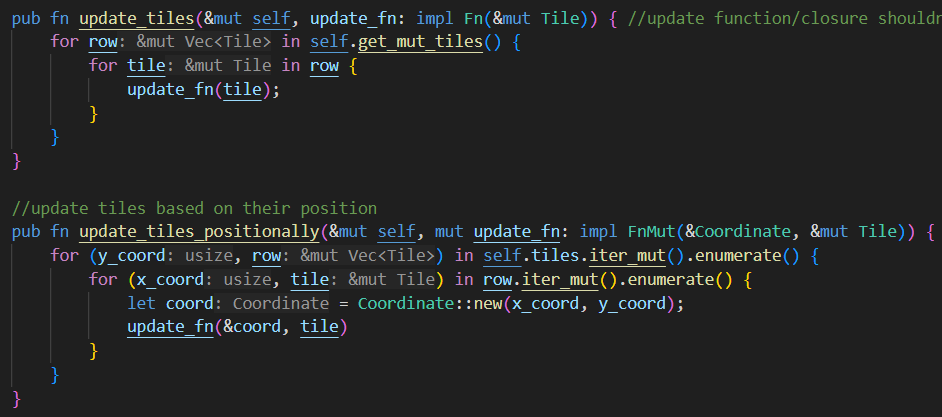 pub fn update_tiles(&mut self, update_fn: impl Fn(&mut Tile)) { //update function/closure
for row: &mut Vec<Tile> in self.get_mut_tiles() {
for tile: &mut Tile in row {
update_fn(tile);
}
}
}
//update tiles based on their position
pub fn update_tiles_positionally(&mut self, mut update_fn: impl FnMut(&Coordinate, &mut Tile)) {
for (y_coord: usize, row: &mut Vec<Tile>) in self.tiles.iter_mut().enumerate() {
for (x_coord: usize, tile: &mut Tile) in row.iter_mut().enumerate() {
let coord: Coordinate = Coordinate::new(x_coord, y_coord);
update_fn(&coord, tile)
}
}
}